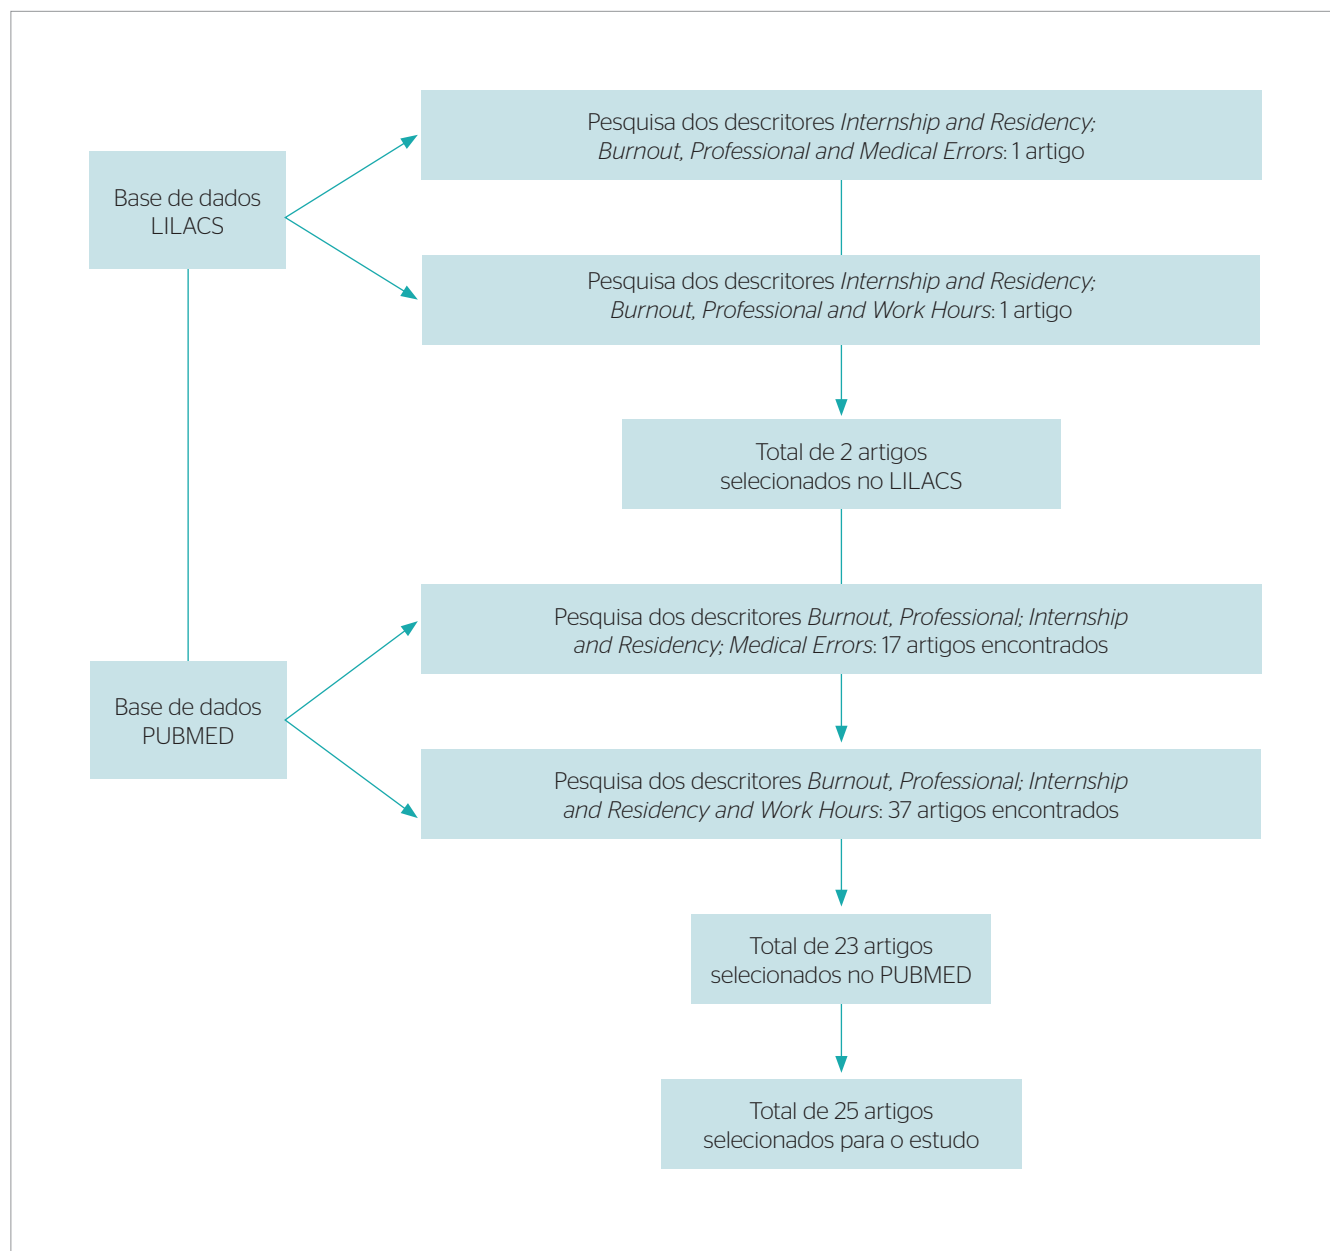 Pesquisa dos descritores Internship and Residency;
Burnout, Professional and Medical Errors: 1 artigo
Base de dados
LILACS
Pesquisa dos descritores Internship and Residency;
Burnout, Professional and Work Hours: 1 artigo
Total de 2 artigos
selecionados no LILACS
Pesquisa dos descritores Burnout, Professional; Internship
and Residency; Medical Errors: 17 artigos encontrados
Base de dados
PUBMED
Pesquisa dos descritores Burnout, Professional; Internship
and Residency and Work Hours: 37 artigos encontrados
Total de 23 artigos
selecionados no PUBMED
Total de 25 artigos
selecionados para o estudo